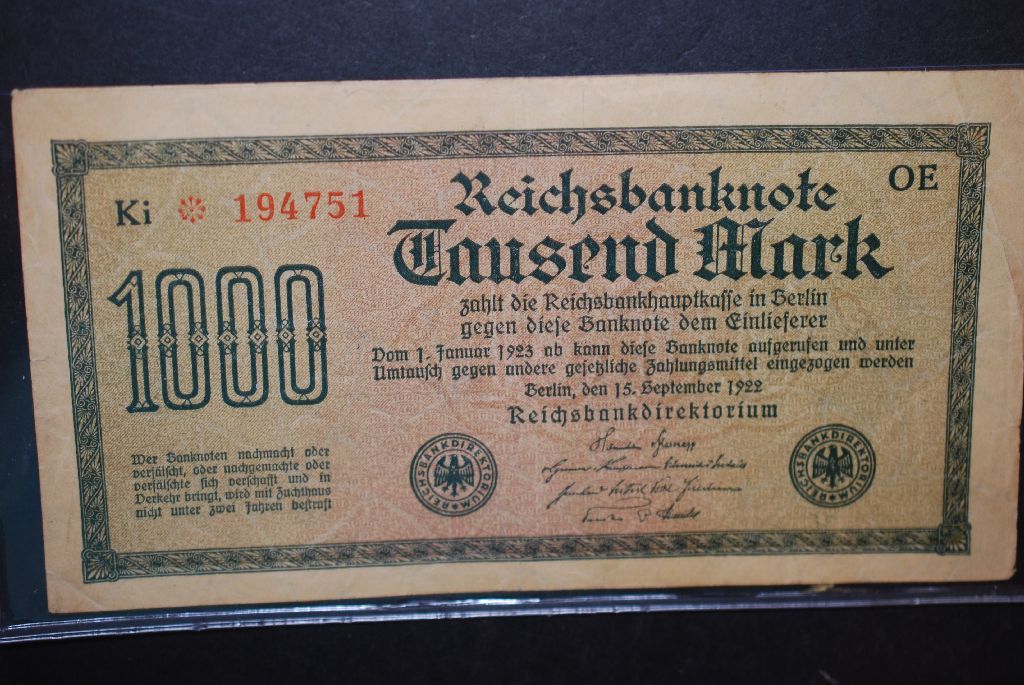 Ki * 194751
OE
Reichsbanknote
Tausend Mark
1000
zahlt die Reichsbankhauptkasse in Berlin
gegen diese Banknote dem Einlieferer
Vom 1. Januar 1923 ab kann diese Banknote aufgerufen und unter
Umtausch gegen andere gesetzliche Zahlungsmittel eingezogen werden
Berlin, den 15. September 1922
Reichsbankdirektorium
Wer Banknoten nachmacht oder
verfälscht, oder nachgemachte oder
verfälschte sich verschafft und in
Verkehr bringt, wird mit Zuchthaus
nicht unter zwei Jahren bestraft
REICHSBANKDIREKTORIUM
REICHSBANKDIREKTORIUM